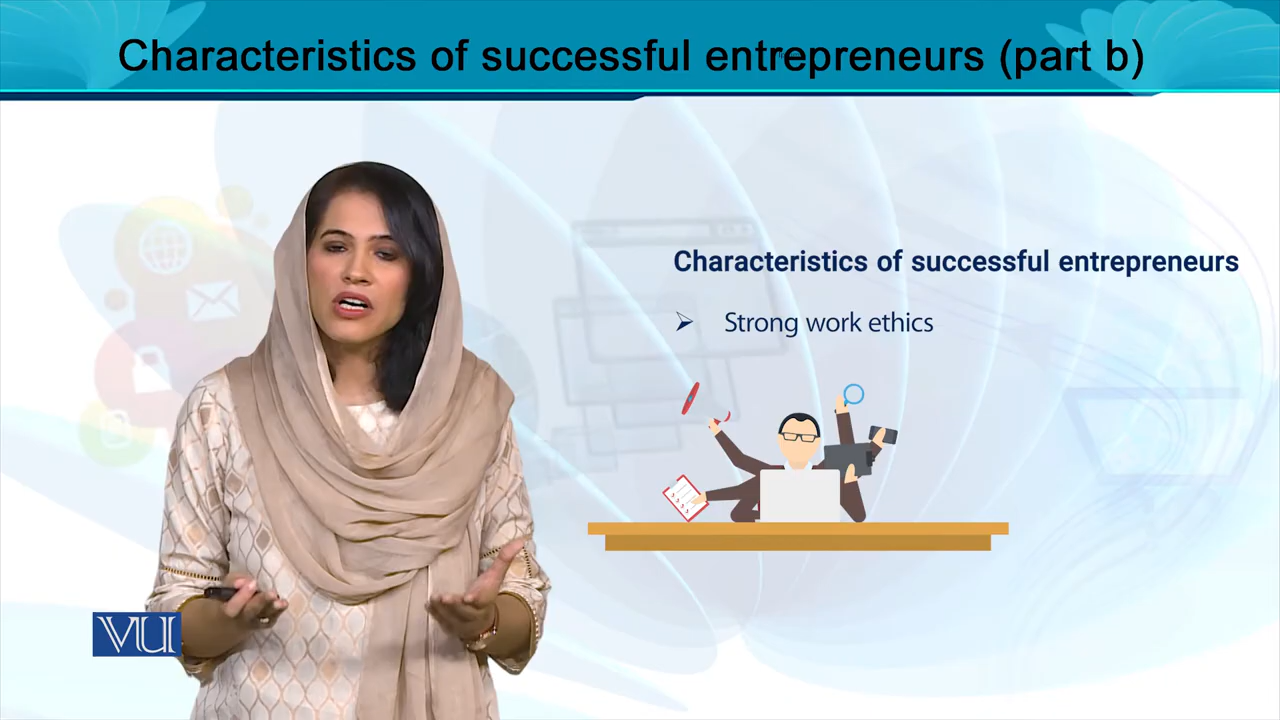 Characteristics of successful entrepreneurs (part b)
Characteristics of successful entrepreneurs
➢ Strong work ethics
VU